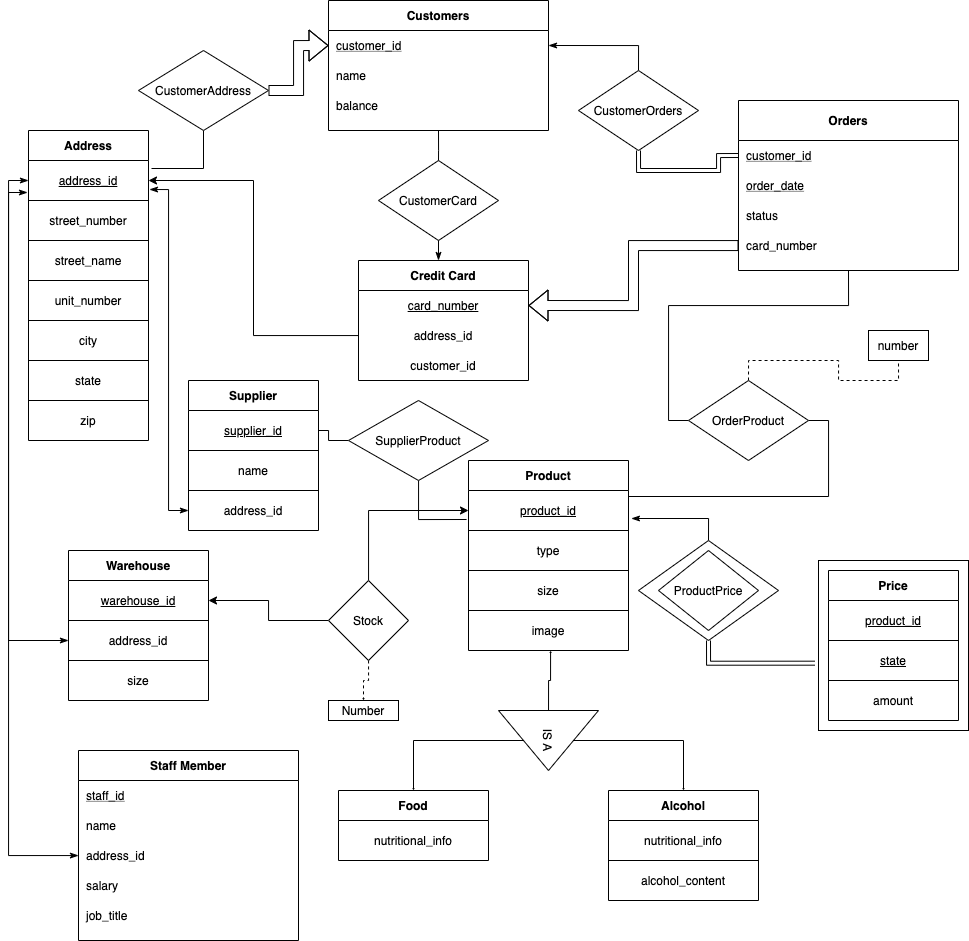 Customers
customer_id
name
balance
CustomerAddress
CustomerOrders
Orders
customer_id
order_date
status
card_number
Address
address_id
street_number
street_name
unit_number
city
state
zip
CustomerCard
Credit Card
card_number
address_id
customer_id
number
OrderProduct
Supplier
supplier_id
name
address_id
SupplierProduct
Product
product_id
type
size
image
Warehouse
warehouse_id
address_id
size
Stock
Number
ProductPrice
Price
product_id
state
amount
IS A
Staff Member
staff_id
name
address_id
salary
job_title
Food
nutritional_info
Alcohol
nutritional_info
alcohol_content